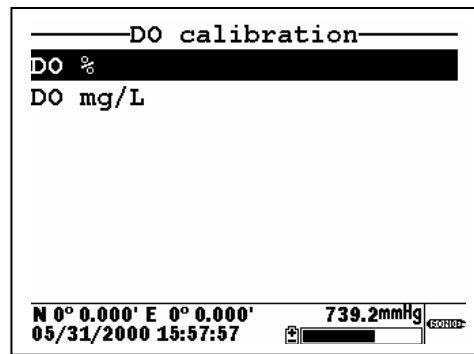 DO calibration
DO %
DO mg/L
N 0° 0.000' E 0° 0.000' 739.2mmHg
05/31/2000 15:57:57
SONDE